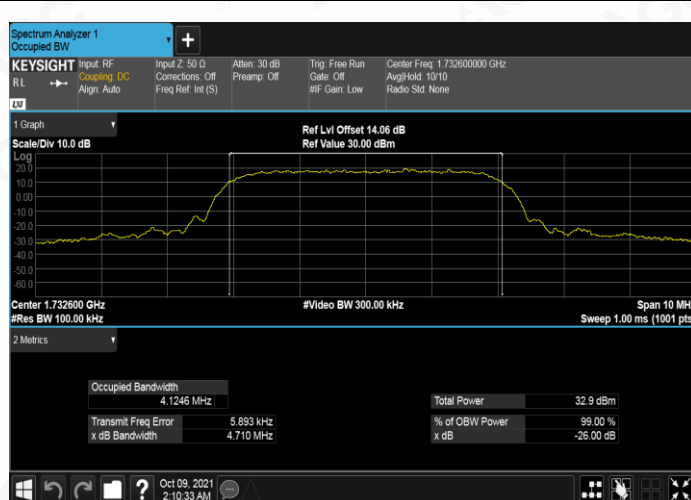 Spectrum Analyzer 1
Occupied BW
+
KEYSIGHT Input: RF Input Z: 50 Ω Atten: 30 dB Trig: Free Run Center Freq: 1.732600000 GHz
RL Coupling: DC Corrections: Off Preamp: Off Gate: Off Avg|Hold: 10/10
Align: Auto Freq Ref: Int (S) #IF Gain: Low Radio Std: None
LXI
1 Graph
Ref Lvl Offset 14.06 dB
Scale/Div 10.0 dB Ref Value 30.00 dBm
Log
20.0
10.0
0.00
-10.0
-20.0
-30.0
-40.0
-50.0
-60.0
Center 1.732600 GHz #Video BW 300.00 kHz Span 10 MH
#Res BW 100.00 kHz Sweep 1.00 ms (1001 pts
2 Metrics
Occupied Bandwidth
4.1246 MHz Total Power 32.9 dBm
Transmit Freq Error 5.893 kHz % of OBW Power 99.00 %
x dB Bandwidth 4.710 MHz x dB -26.00 dB
? Oct 09, 2021
2:10:33 AM